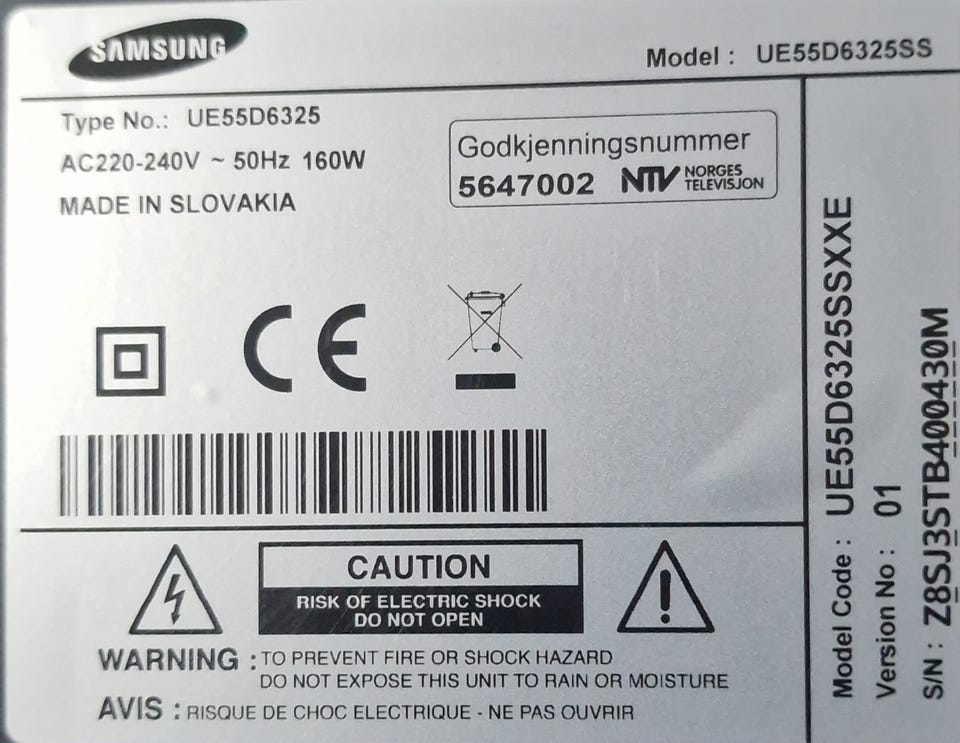 SAMSUNG
Model : UE55D6325SS
Type No.: UE55D6325
AC220-240V ~ 50Hz 160W
MADE IN SLOVAKIA
Godkjenningsnummer
5647002 NTV NORGES
TELEVISJON
CE
CAUTION
RISK OF ELECTRIC SHOCK
DO NOT OPEN
WARNING : TO PREVENT FIRE OR SHOCK HAZARD
DO NOT EXPOSE THIS UNIT TO RAIN OR MOISTURE
AVIS : RISQUE DE CHOC ELECTRIQUE - NE PAS OUVRIR
Model Code : UE55D6325SSXXE
Version No : 01
S/N : Z8SJ3STB400430M